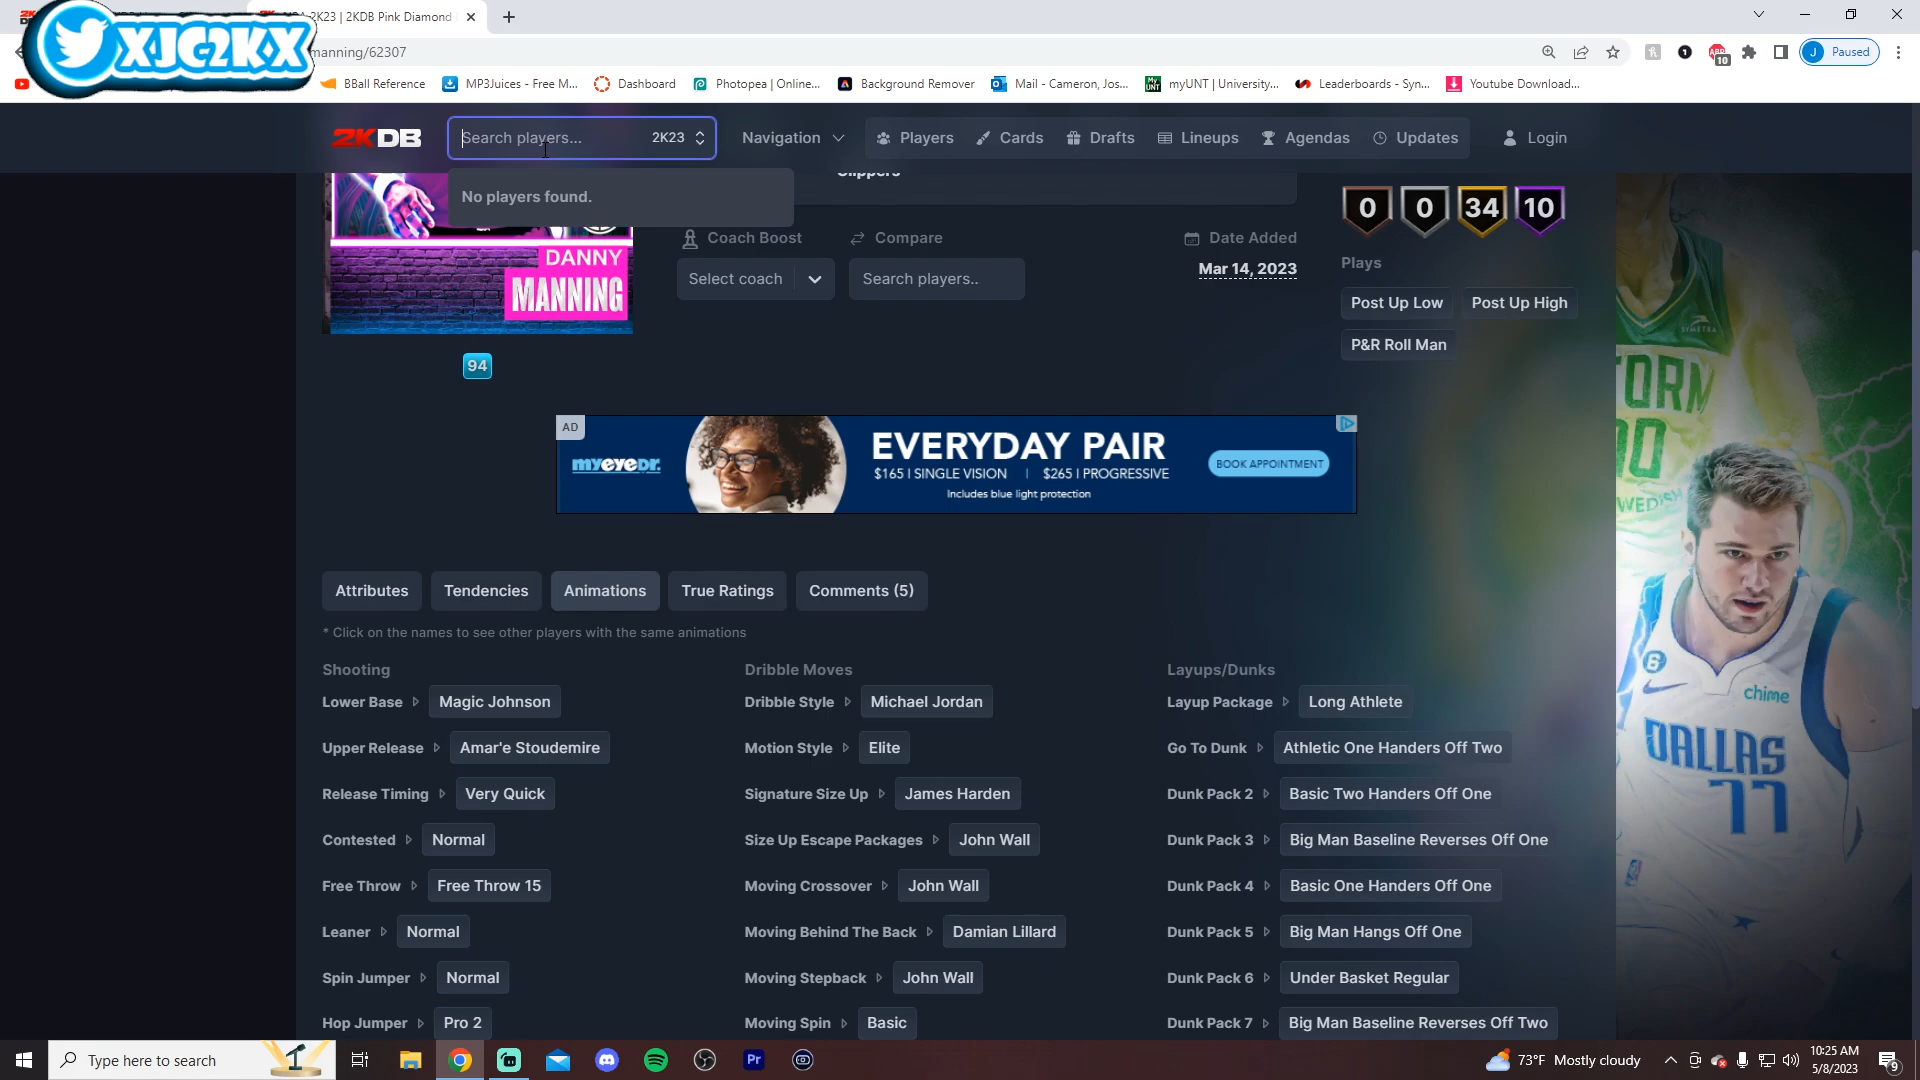 XJC2KX
2K23 | 2KDB Pink Diamond
manning/62307
Paused
10
BBall Reference
MP3Juices - Free M...
Dashboard
Photopea | Online...
Background Remover
Mail - Cameron, Jos...
myUNT | University...
Leaderboards - Syn...
Youtube Download...
2KDB
Search players...
2K23
Navigation
Players
Cards
Drafts
Lineups
Agendas
Updates
Login
No players found.
Clippers
DANNY
MANNING
94
Coach Boost
Select coach
Compare
Search players..
Date Added
Mar 14, 2023
0
0
34
10
Plays
Post Up Low
Post Up High
P&R Roll Man
AD
myeyedr.
EVERYDAY PAIR
$165 | SINGLE VISION | $265 | PROGRESSIVE
Includes blue light protection
BOOK APPOINTMENT
Attributes
Tendencies
Animations
True Ratings
Comments (5)
* Click on the names to see other players with the same animations
Shooting
Lower Base Magic Johnson
Upper Release Amar'e Stoudemire
Release Timing Very Quick
Contested Normal
Free Throw Free Throw 15
Leaner Normal
Spin Jumper Normal
Hop Jumper Pro 2
Dribble Moves
Dribble Style Michael Jordan
Motion Style Elite
Signature Size Up James Harden
Size Up Escape Packages John Wall
Moving Crossover John Wall
Moving Behind The Back Damian Lillard
Moving Stepback John Wall
Moving Spin Basic
Layups/Dunks
Layup Package Long Athlete
Go To Dunk Athletic One Handers Off Two
Dunk Pack 2 Basic Two Handers Off One
Dunk Pack 3 Big Man Baseline Reverses Off One
Dunk Pack 4 Basic One Handers Off One
Dunk Pack 5 Big Man Hangs Off One
Dunk Pack 6 Under Basket Regular
Dunk Pack 7 Big Man Baseline Reverses Off Two
6
chime
DALLAS
77
Type here to search
73°F Mostly cloudy
10:25 AM
5/8/2023
9